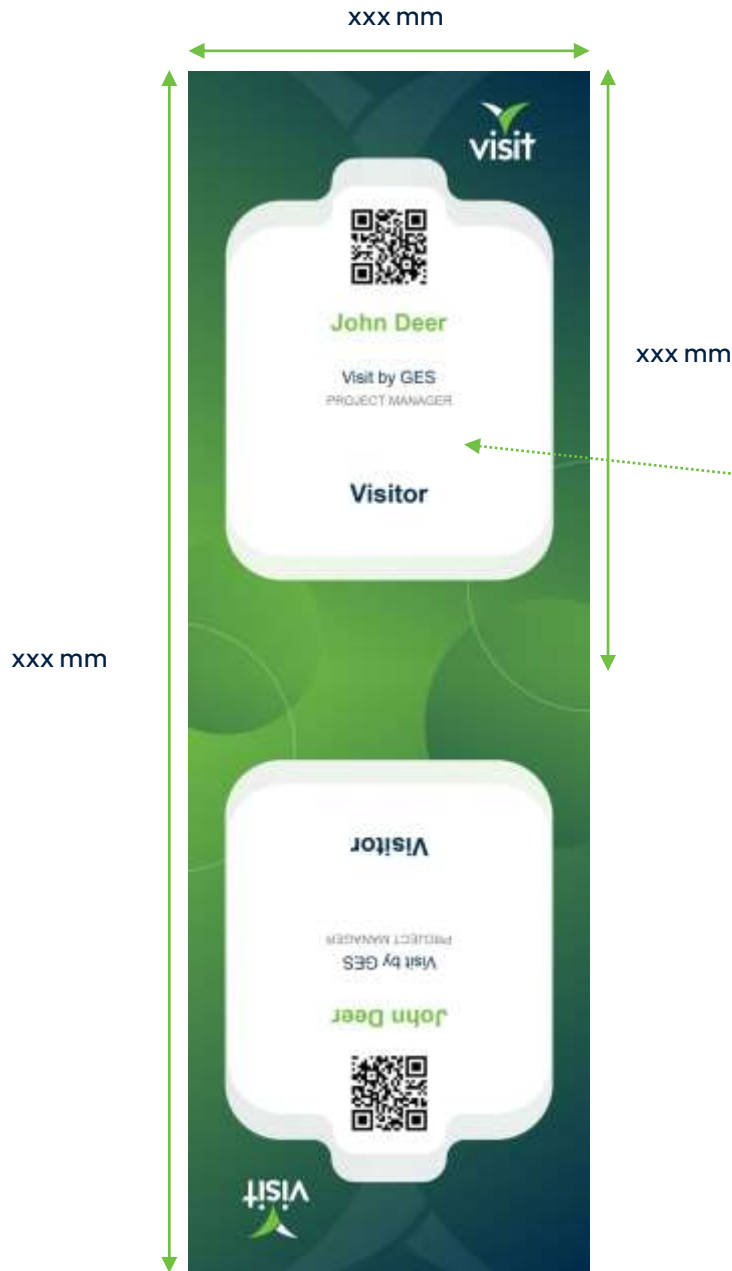 xxx mm
visit
John Deer
xxx mm
Visit by GES
PROJECT MANAGER
Visitor
xxx mm
Visitor
PROJECT MANAGER
Visit by GES
John Deer
visit